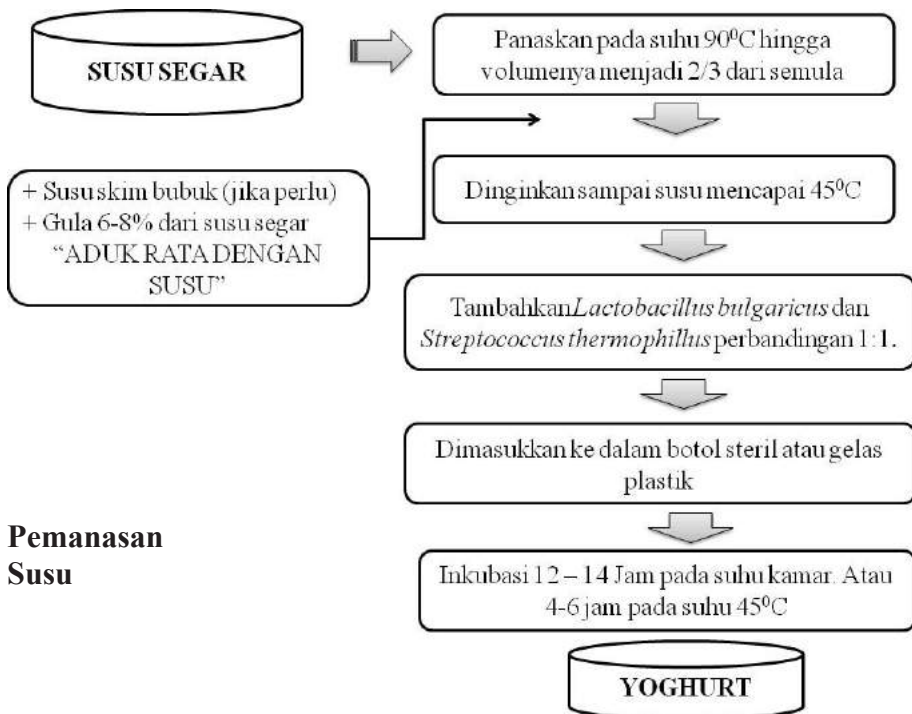 SUSU SEGAR
Panaskan pada suhu 90⁰C hingga
volumenya menjadi 2/3 dari semula
+ Susu skim bubuk (jika perlu)
+ Gula 6-8% dari susu segar
“ADUK RATA DENGAN
SUSU”
Dinginkan sampai susu mencapai 45⁰C
Tambahkan Lactobacillus bulgaricus dan
Streptococcus thermophillus perbandingan 1:1.
Dimasukkan ke dalam botol steril atau gelas
plastik
Pemanasan
Susu
Inkubasi 12 – 14 Jam pada suhu kamar. Atau
4-6 jam pada suhu 45⁰C
YOGHURT